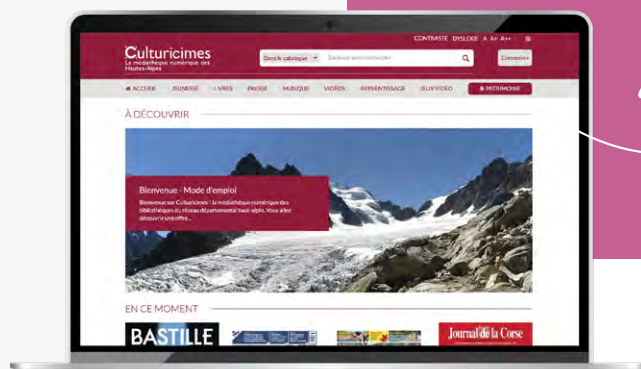 CONTRASTE DYSLEXIE A A+ A++
Culturicimes
La médiathèque numérique des
Hautes-Alpes
Dans le catalogue
Connexion
ACCUEIL JEUNESSE LIVRES PRESSE MUSIQUE VIDÉOS APPRENTISSAGE JEUX VIDÉO PATRIMOINE
À DÉCOUVRIR
Bienvenue - Mode d'emploi
Bienvenue sur Culturicimes ! la médiathèque numérique des
bibliothèques du réseau départemental haut-alpin. Vous allez
découvrir une offre...
EN CE MOMENT
BASTILLE
Journal de la Corse